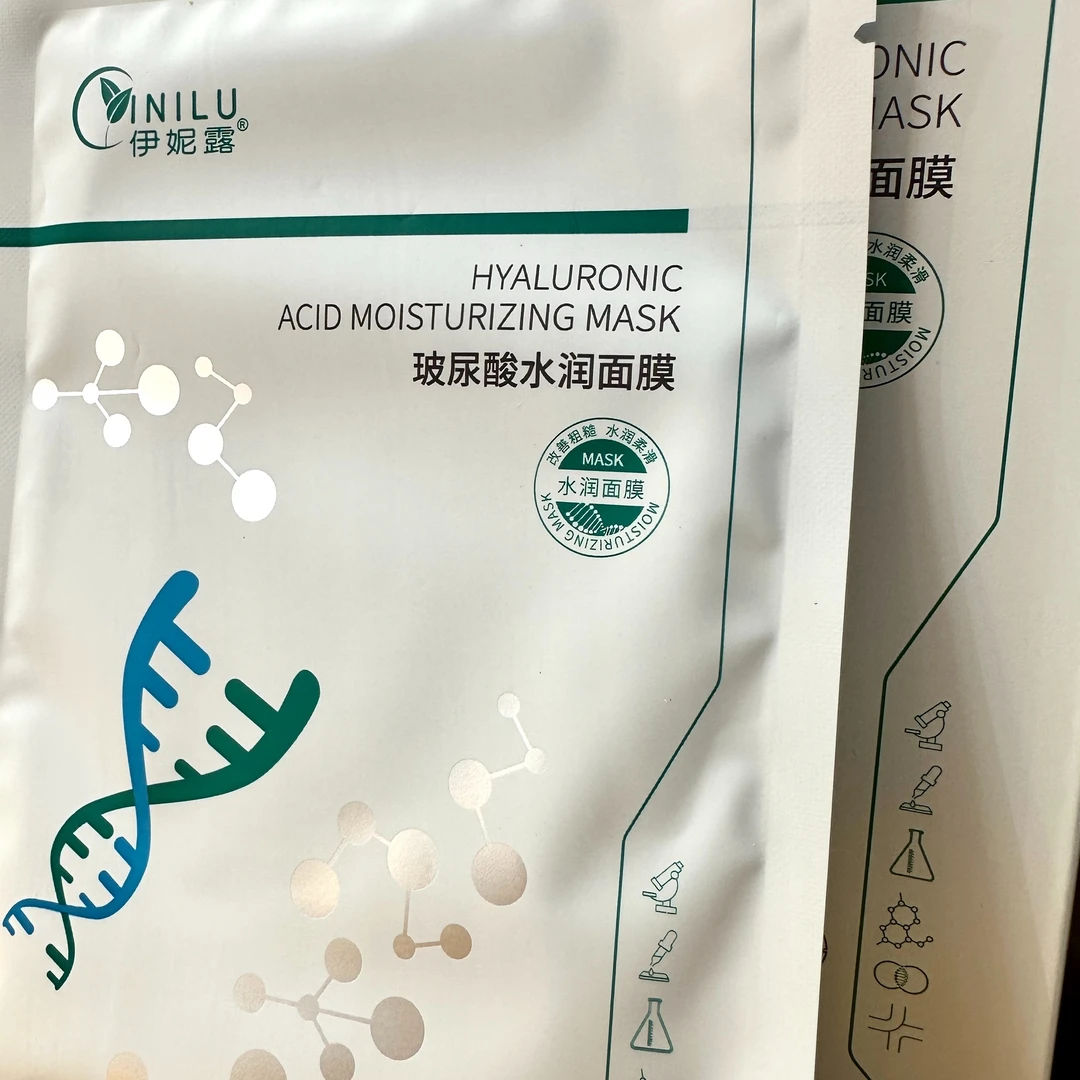 INILU
伊妮露®
HYALURONIC
ACID MOISTURIZING MASK
玻尿酸水润面膜
改善粗糙 水润柔滑
MASK
水润面膜
MOISTURIZING MASK
ONIC
ASK
面膜
水润柔滑
SK
面膜
MOISTUR